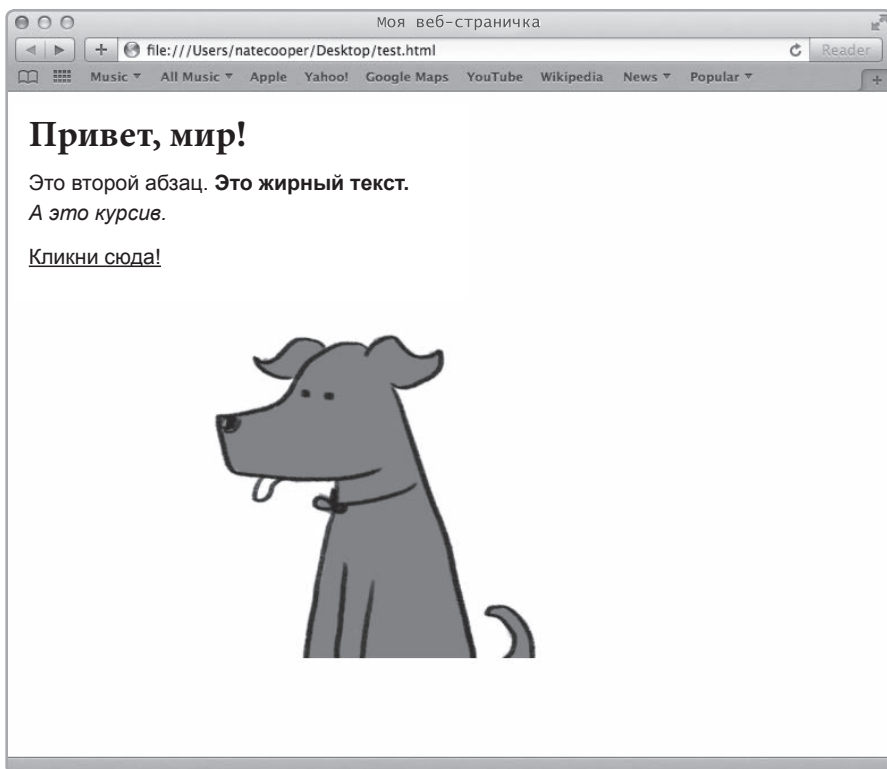 Моя веб-страничка
file:///Users/natecooper/Desktop/test.html
Reader
Music All Music Apple Yahoo! Google Maps YouTube Wikipedia News Popular
Привет, мир!
Это второй абзац. Это жирный текст.
А это курсив.
Кликни сюда!